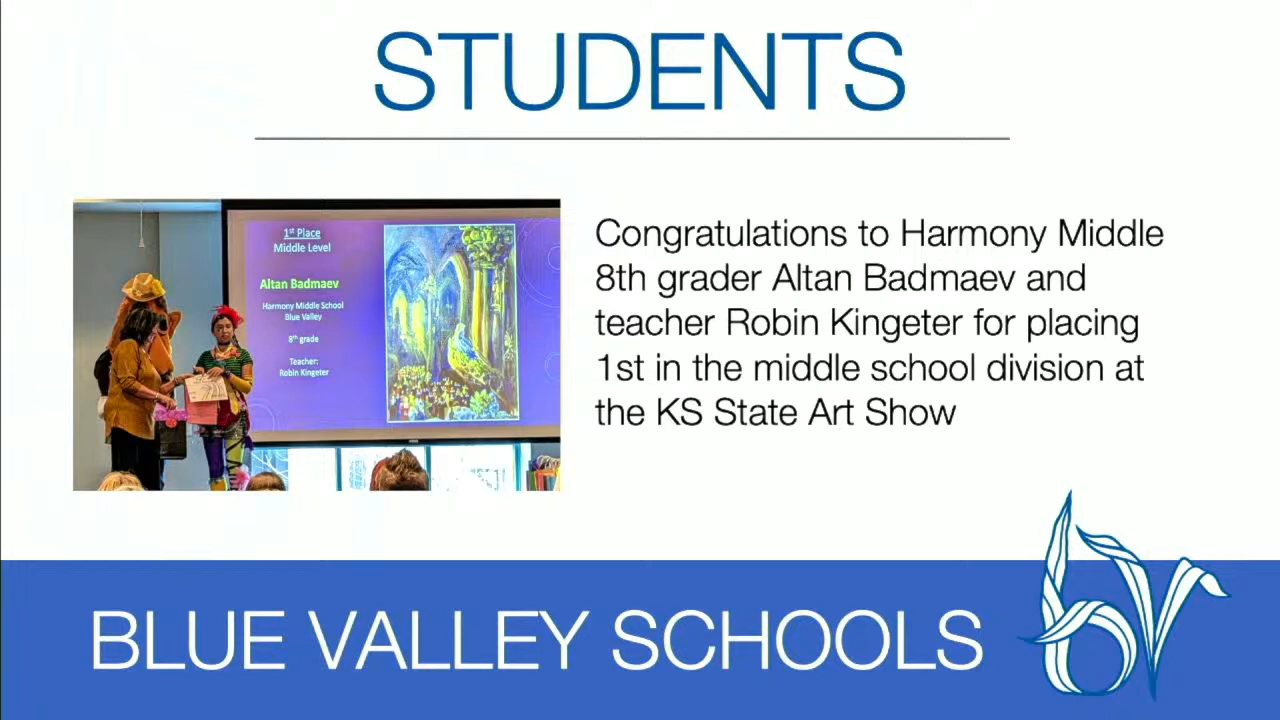 STUDENTS
1st Place
Middle Level
Altan Badmaev
Harmony Middle School
Blue Valley
8th grade
Teacher:
Robin Kingeter
Congratulations to Harmony Middle
8th grader Altan Badmaev and
teacher Robin Kingeter for placing
1st in the middle school division at
the KS State Art Show
BLUE VALLEY SCHOOLS
bv